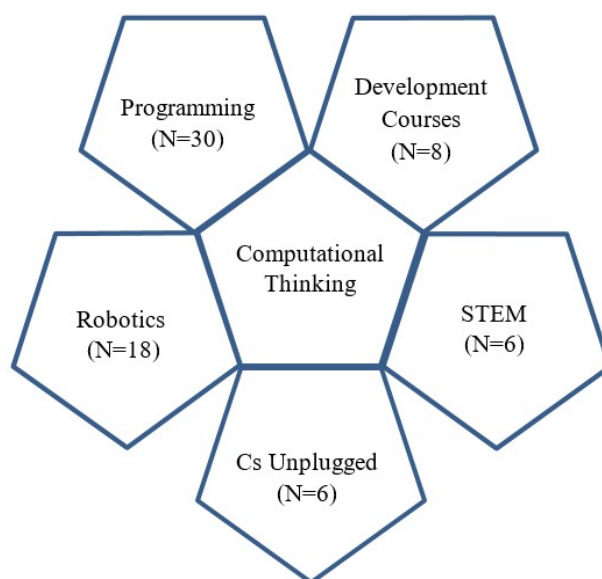 Programming
(N=30)
Development
Courses
(N=8)
Computational
Thinking
Robotics
(N=18)
STEM
(N=6)
Cs Unplugged
(N=6)